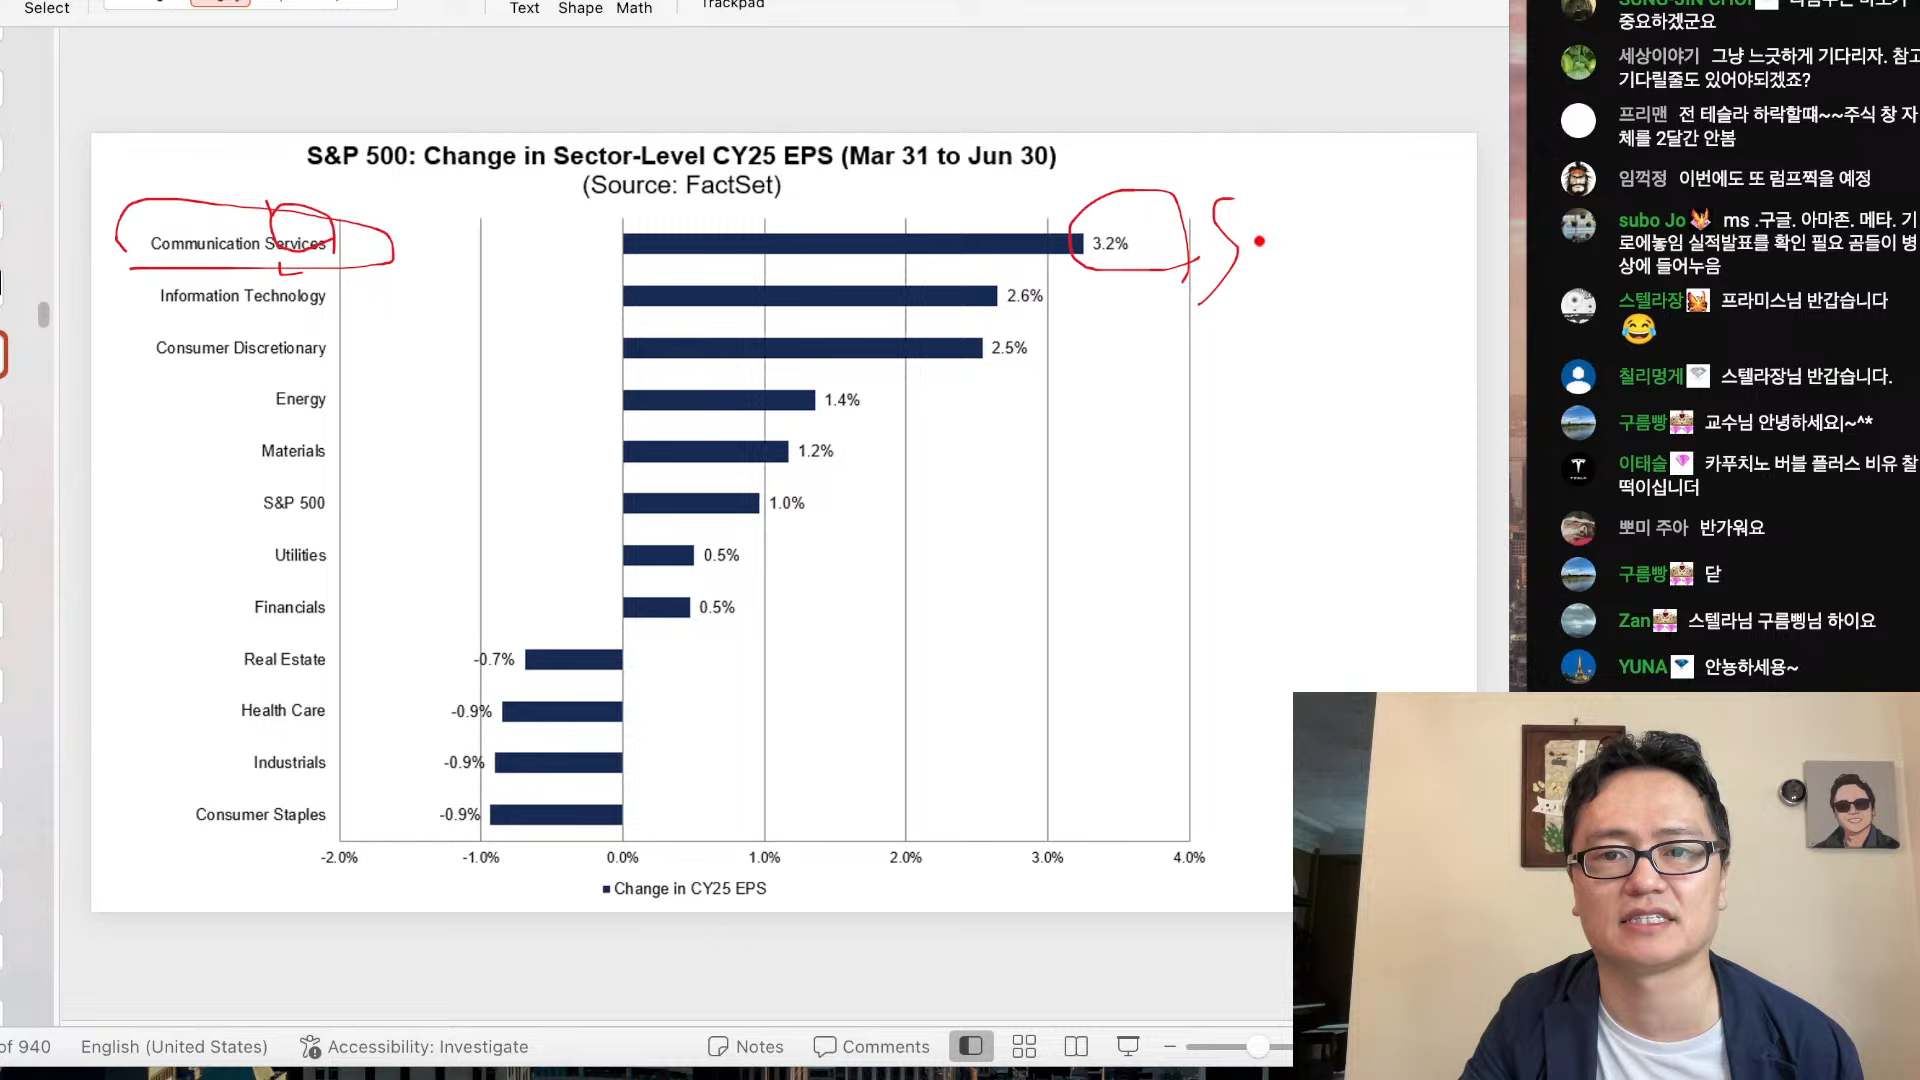 Select
Text Shape Math
Trackpad
S&P 500: Change in Sector-Level CY25 EPS (Mar 31 to Jun 30)
(Source: FactSet)
Communication Services 3.2%
Information Technology 2.6%
Consumer Discretionary 2.5%
Energy 1.4%
Materials 1.2%
S&P 500 1.0%
Utilities 0.5%
Financials 0.5%
Real Estate -0.7%
Health Care -0.9%
Industrials -0.9%
Consumer Staples -0.9%
-2.0% -1.0% 0.0% 1.0% 2.0% 3.0% 4.0%
Change in CY25 EPS
of 940 English (United States) Accessibility: Investigate Notes Comments
중요하겠군요
세상이야기 그냥 느긋하게 기다리자. 참고
기다릴줄도 있어야되겠죠?
프리맨 전 테슬라 하락할떄~~주식 창 자
체를 2달간 안봄
임꺽정 이번에도 또 럼프찍을 예정
subo Jo ms .구글. 아마존. 메타. 기
로에놓임 실적발표를 확인 필요 곰들이 병
상에 들어누음
스텔라장 프라미스님 반갑습니다
칠리멍게 스텔라장님 반갑습니다.
구름빵 교수님 안녕하세요|~^*
이태슬 카푸치노 버블 플러스 비유 찰
떡이십니더
뽀미 주아 반가워요
구름빵 닫
Zan 스텔라님 구름삥님 하이요
YUNA 안뇽하세용~